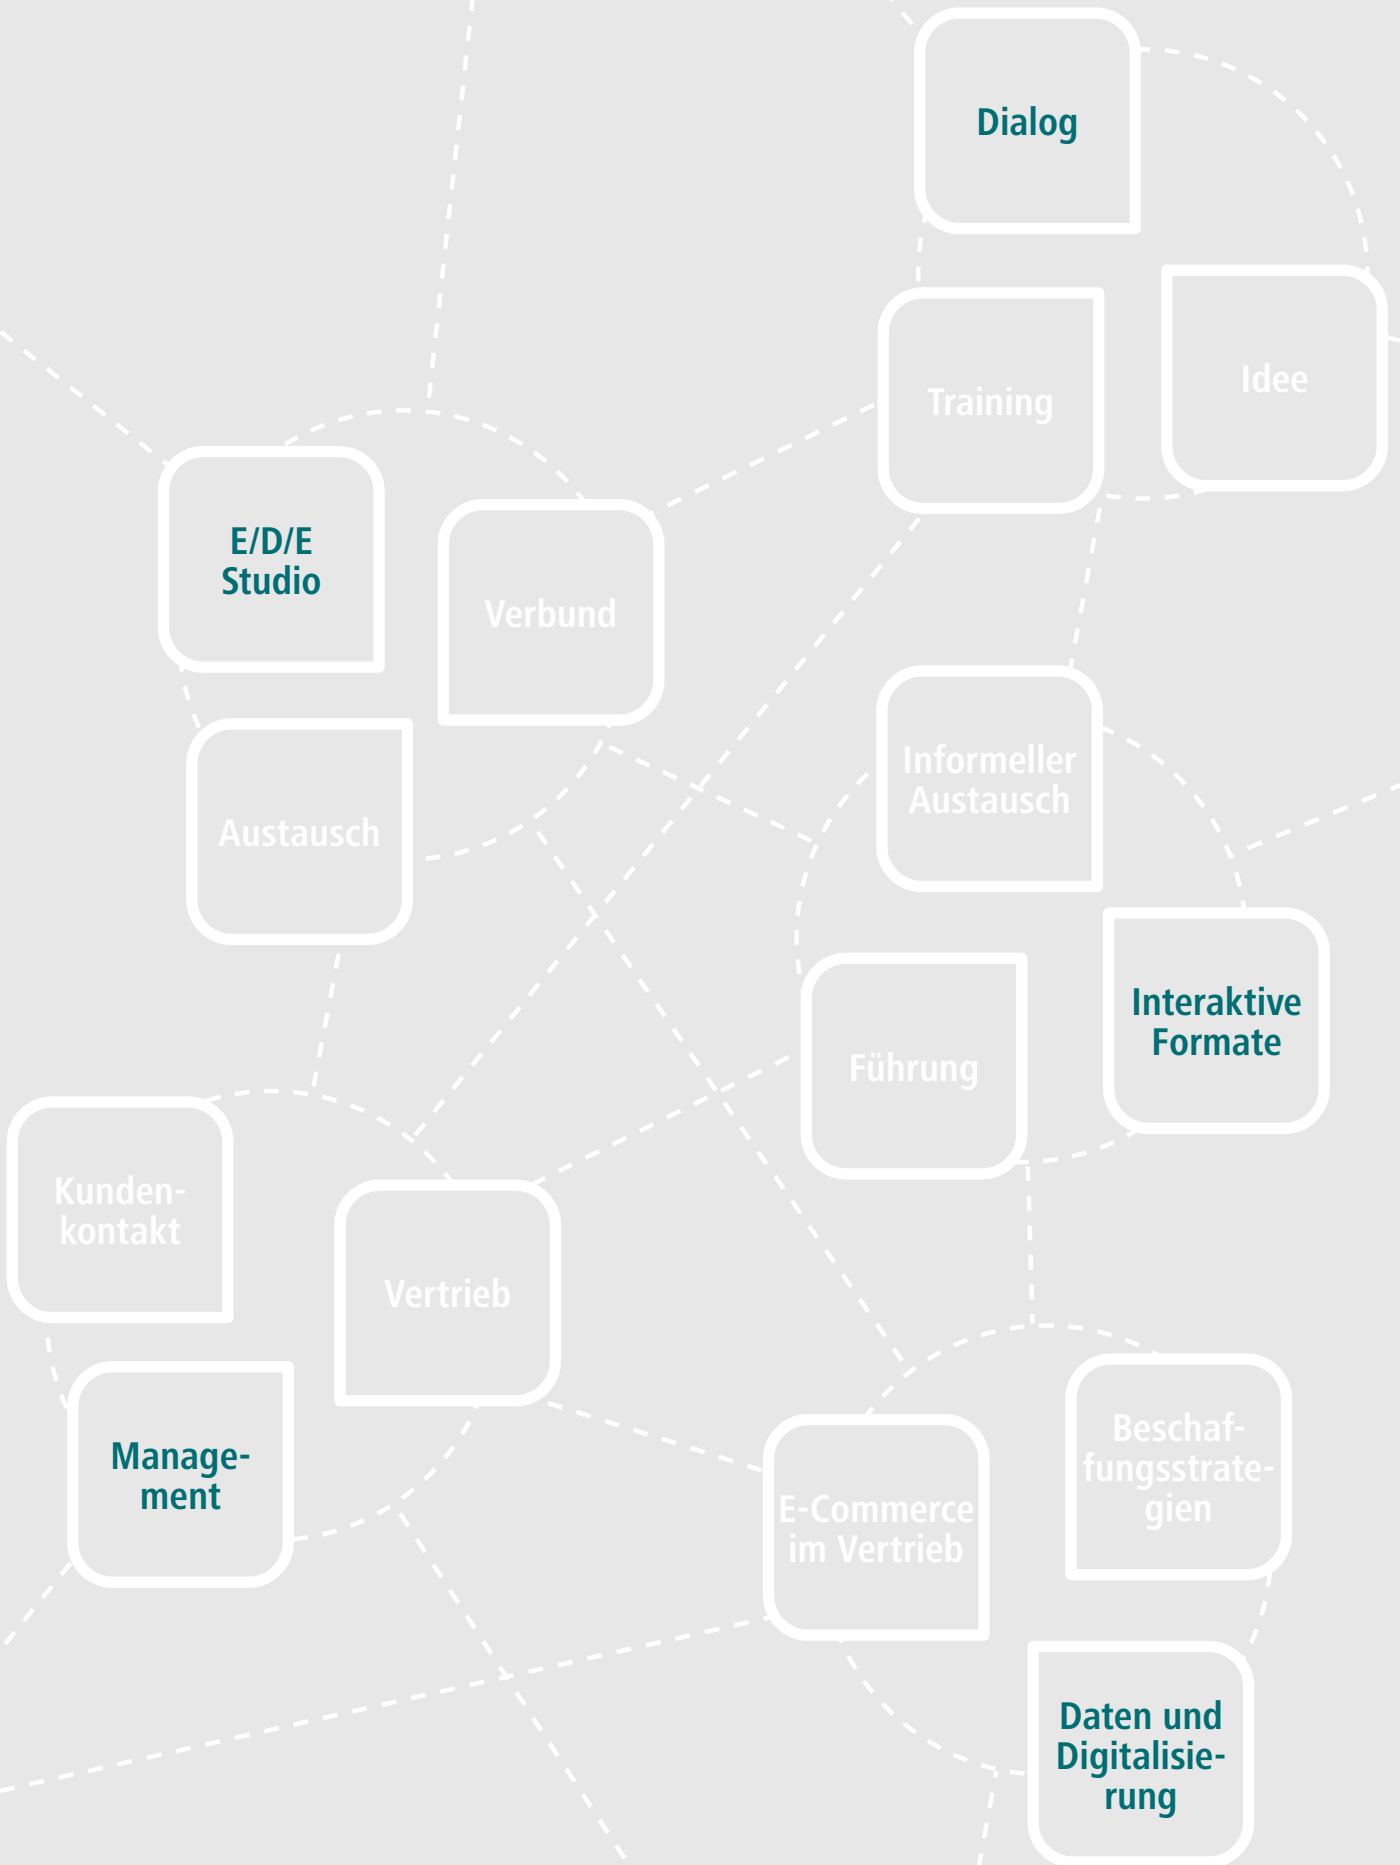 Dialog
Training
Idee
E/D/E
Studio
Verbund
Austausch
Informeller
Austausch
Interaktive
Formate
Führung
Kunden-
kontakt
Vertrieb
Manage-
ment
E-Commerce
im Vertrieb
Beschaf-
fungsstrate-
gien
Daten und
Digitalisie-
rung